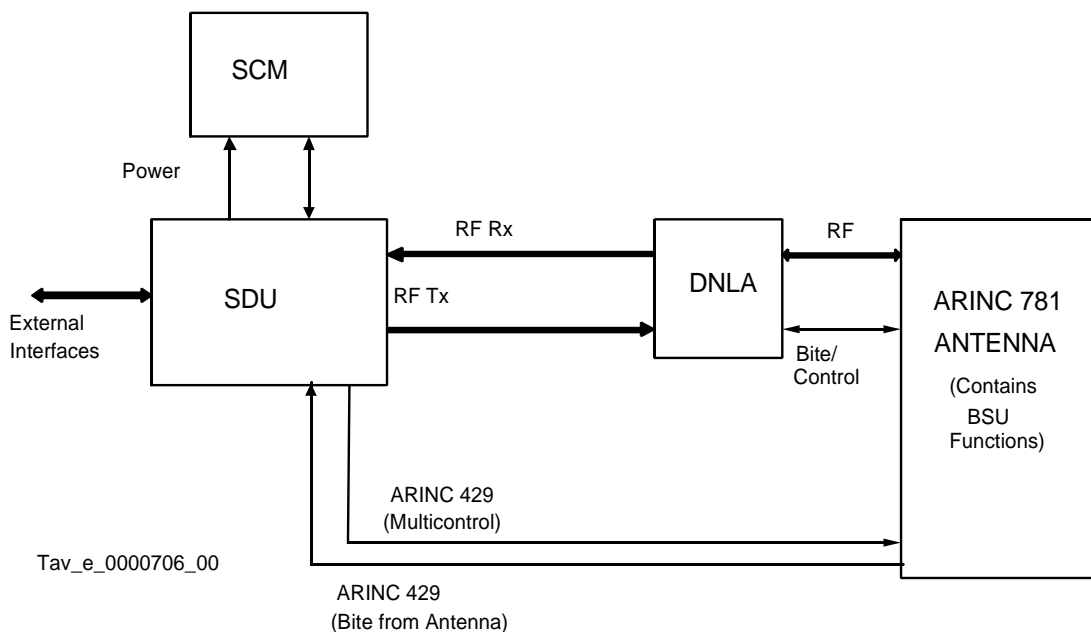 SCM
Power
RF Rx
RF
SDU
DNLA
RF Tx
ARINC 781
ANTENNA
External
Interfaces
Bite/
Control
(Contains
BSU
Functions)
ARINC 429
(Multicontrol)
Tav_e_0000706_00
ARINC 429
(Bite from Antenna)